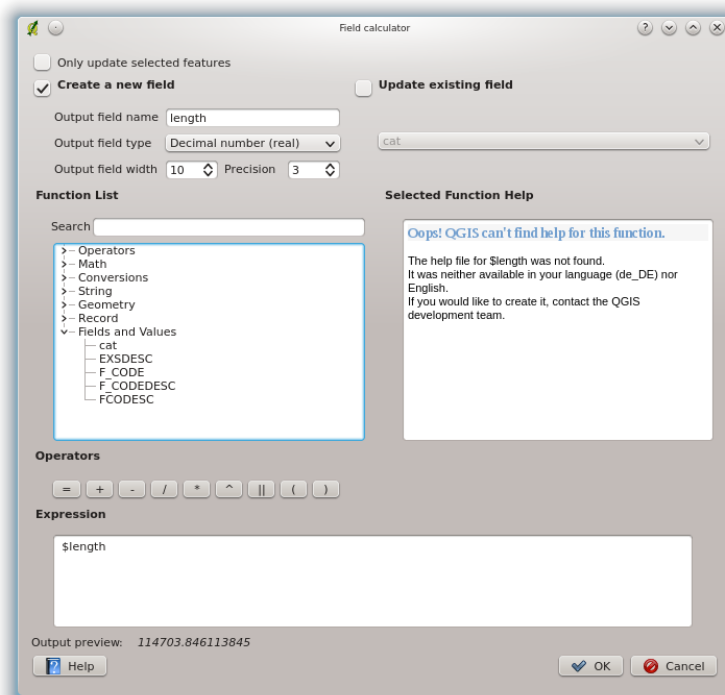 Field calculator
Only update selected features
Create a new field
Update existing field
Output field name length
Output field type Decimal number (real)
cat
Output field width 10 Precision 3
Function List
Selected Function Help
Search
Operators
Math
Conversions
String
Geometry
Record
Fields and Values
cat
EXSDESC
F_CODE
F_CODEDESC
FCODESC
Oops! QGIS can't find help for this function.
The help file for $length was not found.
It was neither available in your language (de_DE) nor
English.
If you would like to create it, contact the QGIS
development team.
Operators
= + - / * ^ || ( )
Expression
$length
Output preview: 114703.846113845
Help
OK
Cancel